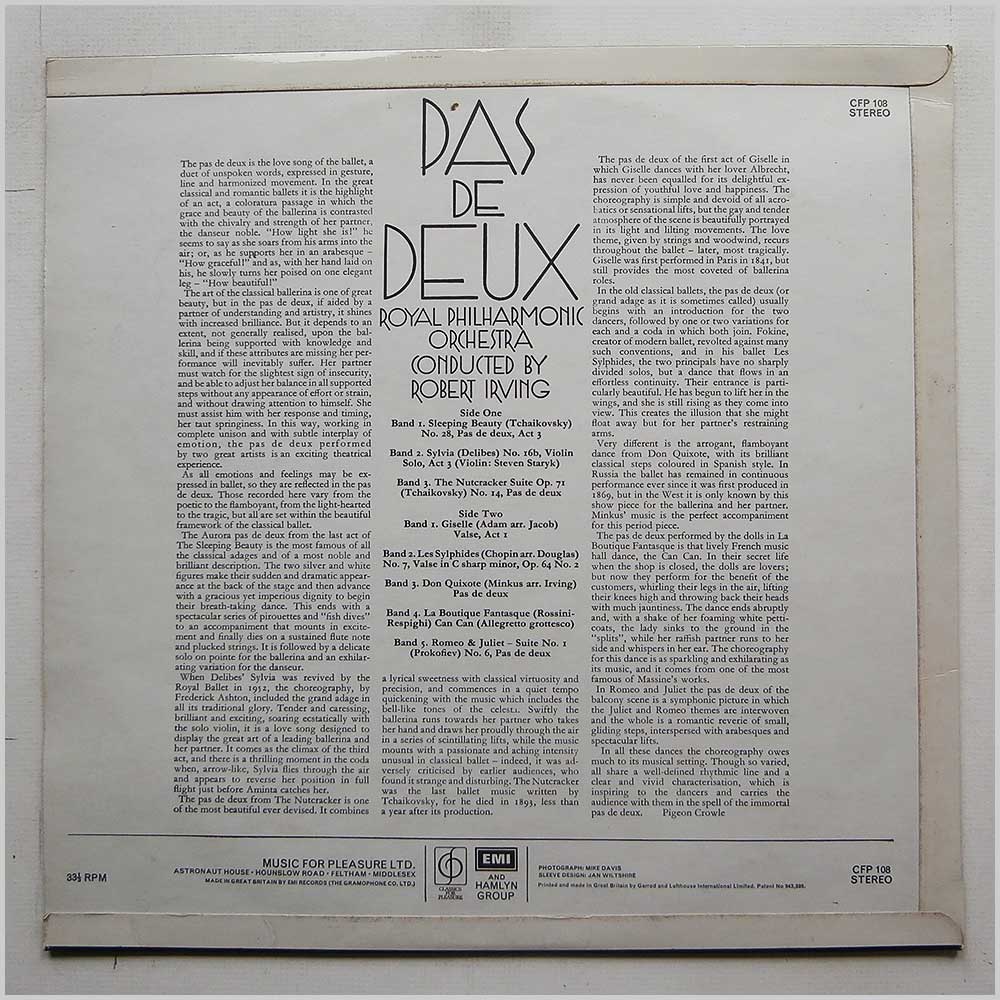 PAS
DE
DEUX
ROYAL PHILHARMONIC
ORCHESTRA
CONDUCTED BY
ROBERT IRVING
CFP 108
STEREO
The pas de deux is the love song of the ballet, a
duet of unspoken words, expressed in gesture,
line and harmonized movement. In the great
classical and romantic ballets it is the highlight
of an act, a coloratura passage in which the
grace and beauty of the ballerina is contrasted
with the chivalry and strength of her partner,
the danseur noble. “How light she is!” he
seems to say as she soars from his arms into the
air; or, as he supports her in an arabesque –
“How graceful!” and as, with her hand laid on
his, he slowly turns her poised on one elegant
leg – “How beautiful!”
The art of the classical ballerina is one of great
beauty, but in the pas de deux, if aided by a
partner of understanding and artistry, it shines
with increased brilliance. But it depends to an
extent, not generally realised, upon the bal-
lerina being supported with knowledge and
skill, and if these attributes are missing her per-
formance will inevitably suffer. Her partner
must watch for the slightest sign of insecurity,
and be able to adjust her balance in all supported
steps without any appearance of effort or strain,
and without drawing attention to himself. She
must assist him with her response and timing,
her taut springiness. In this way, working in
complete unison and with subtle interplay of
emotion, the pas de deux performed
by two great artists is an exciting theatrical
experience.
As all emotions and feelings may be ex-
pressed in ballet, so they are reflected in the pas
de deux. Those recorded here vary from the
poetic to the flamboyant, from the light-hearted
to the tragic, but all are set within the beautiful
framework of the classical ballet.
The Aurora pas de deux from the last act of
The Sleeping Beauty is the most famous of all
the classical adages and of a most noble and
brilliant description. The two silver and white
figures make their sudden and dramatic appear-
ance at the back of the stage and then advance
with a gracious yet imperious dignity to begin
their breath-taking dance. This ends with a
spectacular series of pirouettes and “fish dives”
to an accompaniment that mounts in excite-
ment and finally dies on a sustained flute note
and plucked strings. It is followed by a delicate
solo on pointe for the ballerina and an exhilar-
ating variation for the danseur.
When Delibes’ Sylvia was revived by the
Royal Ballet in 1952, the choreography, by
Frederick Ashton, included the grand adage in
all its traditional glory. Tender and caressing,
brilliant and exciting, soaring ecstatically with
the solo violin, it is a love song designed to
display the great art of a leading ballerina and
her partner. It comes as the climax of the third
act, and there is a thrilling moment in the coda
when, arrow-like, Sylvia flies through the air
and appears to reverse her position in full
flight just before Aminta catches her.
The pas de deux from The Nutcracker is one
of the most beautiful ever devised. It combines
Side One
Band 1. Sleeping Beauty (Tchaikovsky)
No. 28, Pas de deux, Act 3
Band 2. Sylvia (Delibes) No. 16b, Violin
Solo, Act 3 (Violin: Steven Staryk)
Band 3. The Nutcracker Suite Op. 71
(Tchaikovsky) No. 14, Pas de deux
Side Two
Band 1. Giselle (Adam arr. Jacob)
Valse, Act 1
Band 2. Les Sylphides (Chopin arr. Douglas)
No. 7, Valse in C sharp minor, Op. 64 No. 2
Band 3. Don Quixote (Minkus arr. Irving)
Pas de deux
Band 4. La Boutique Fantasque (Rossini-
Respighi) Can Can (Allegretto grottesco)
Band 5. Romeo & Juliet – Suite No. 1
(Prokofiev) No. 6, Pas de deux
a lyrical sweetness with classical virtuosity and
precision, and commences in a quiet tempo
quickening with the music which includes the
bell-like tones of the celesta. Swiftly the
ballerina runs towards her partner who takes
her hand and draws her proudly through the air
in a series of scintillating lifts, while the music
mounts with a passionate and aching intensity
unusual in classical ballet – indeed, it was ad-
versely criticised by earlier audiences, who
found it strange and disturbing. The Nutcracker
was the last ballet music written by
Tchaikovsky, for he died in 1893, less than
a year after its production.
The pas de deux of the first act of Giselle in
which Giselle dances with her lover Albrecht,
has never been equalled for its delightful ex-
pression of youthful love and happiness. The
choreography is simple and devoid of all acro-
batics or sensational lifts, but the gay and tender
atmosphere of the scene is beautifully portrayed
in its light and lilting movements. The love
theme, given by strings and woodwind, recurs
throughout the ballet – later, most tragically.
Giselle was first performed in Paris in 1841, but
still provides the most coveted of ballerina
roles.
In the old classical ballets, the pas de deux (or
grand adage as it is sometimes called) usually
begins with an introduction for the two
dancers, followed by one or two variations for
each and a coda in which both join. Fokine,
creator of modern ballet, revolted against many
such conventions, and in his ballet Les
Sylphides, the two principals have no sharply
divided solos, but a dance that flows in an
effortless continuity. Their entrance is parti-
cularly beautiful. He has begun to lift her in the
wings, and she is still rising as they come into
view. This creates the illusion that she might
float away but for her partner's restraining
arms.
Very different is the arrogant, flamboyant
dance from Don Quixote, with its brilliant
classical steps coloured in Spanish style. In
Russia the ballet has remained in continuous
performance ever since it was first produced in
1869, but in the West it is only known by this
show piece for the ballerina and her partner.
Minkus' music is the perfect accompaniment
for this period piece.
The pas de deux performed by the dolls in La
Boutique Fantasque is that lively French music
hall dance, the Can Can. In their secret life
when the shop is closed, the dolls are lovers;
but now they perform for the benefit of the
customers, whirling their legs in the air, lifting
their knees high and throwing back their heads
with much jauntiness. The dance ends abruptly
and, with a shake of her foaming white petti-
coats, the lady sinks to the ground in the
“splits”, while her raffish partner runs to her
side and whispers in her ear. The choreography
for this dance is as sparkling and exhilarating as
its music, and it comes from one of the most
famous of Massine's works.
In Romeo and Juliet the pas de deux of the
balcony scene is a symphonic picture in which
the Juliet and Romeo themes are interwoven
and the whole is a romantic reverie of small,
gliding steps, interspersed with arabesques and
spectacular lifts.
In all these dances the choreography owes
much to its musical setting. Though so varied,
all share a well-defined rhythmic line and a
clear and vivid characterisation, which is
inspiring to the dancers and carries the
audience with them in the spell of the immortal
pas de deux. Pigeon Crowle
33⅓ RPM
MUSIC FOR PLEASURE LTD.
ASTRONAUT HOUSE · HOUNSLOW ROAD · FELTHAM · MIDDLESEX
MADE IN GREAT BRITAIN BY EMI RECORDS (THE GRAMOPHONE CO. LTD.)
CLASSICS
FOR
PLEASURE
EMI
AND
HAMLYN
GROUP
PHOTOGRAPH: MIKE DAVIS
SLEEVE DESIGN: JAN WILTSHIRE
Printed and made in Great Britain by Garrod and Lofthouse International Limited. Patent No 943,895.
CFP 108
STEREO